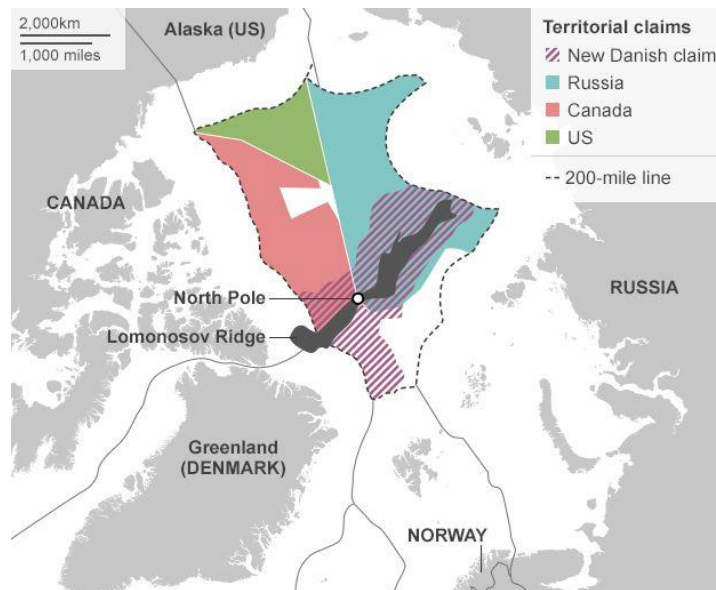 2,000km
1,000 miles
Alaska (US)
Territorial claims
New Danish claim
Russia
Canada
US
200-mile line
CANADA
RUSSIA
North Pole
Lomonosov Ridge
Greenland
(DENMARK)
NORWAY